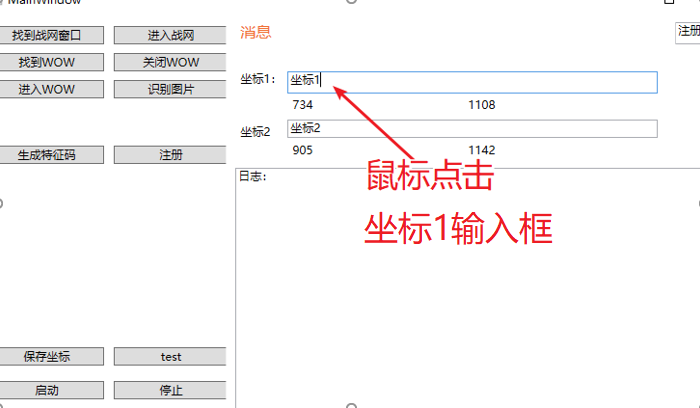 MainWindow
找到战网窗口 进入战网 消息 注册
找到WOW 关闭WOW
坐标1： 坐标1
进入WOW 识别图片
734 1108
坐标2 坐标2
生成特征码 注册 905 1142
鼠标点击
日志：
坐标1输入框
保存坐标 test
启动 停止